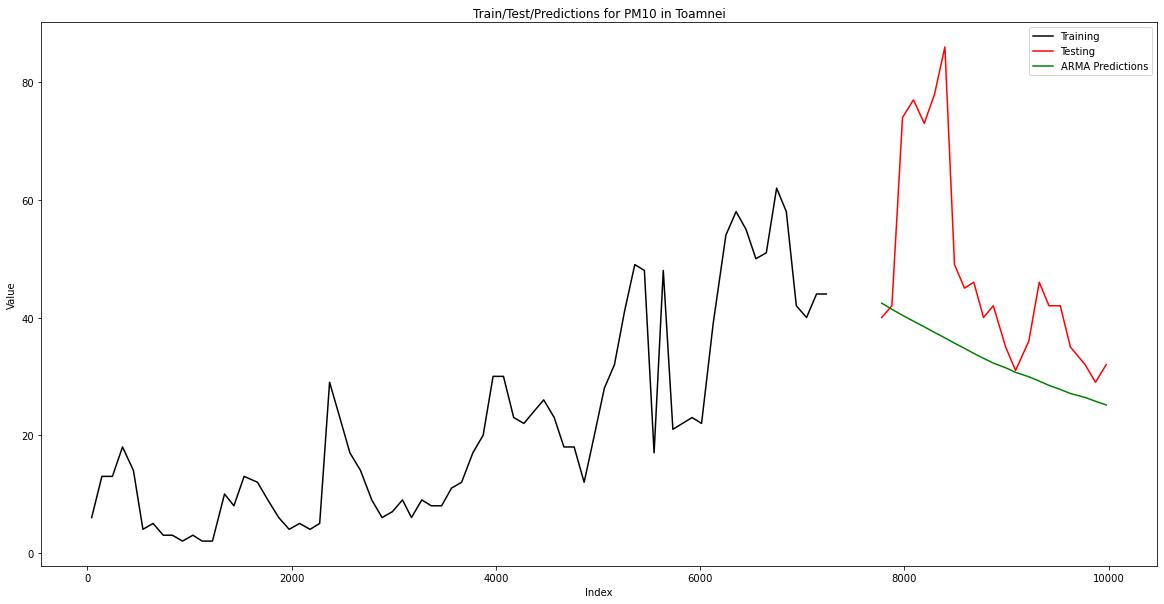 Train/Test/Predictions for PM10 in Toamnei
Training
Testing
ARMA Predictions
80
60
40
20
0
Value
0 2000 4000 6000 8000 10000
Index